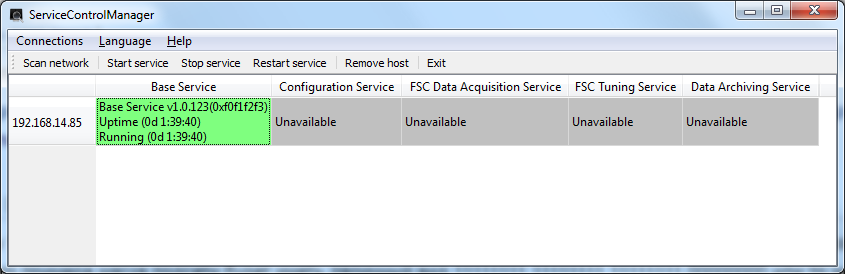 ServiceControlManager
Connections Language Help
Scan network Start service Stop service Restart service Remove host Exit
Base Service Configuration Service FSC Data Acquisition Service FSC Tuning Service Data Archiving Service
192.168.14.85
Base Service v1.0.123(0xf0f1f2f3)
Uptime (0d 1:39:40)
Running (0d 1:39:40)
Unavailable Unavailable Unavailable Unavailable